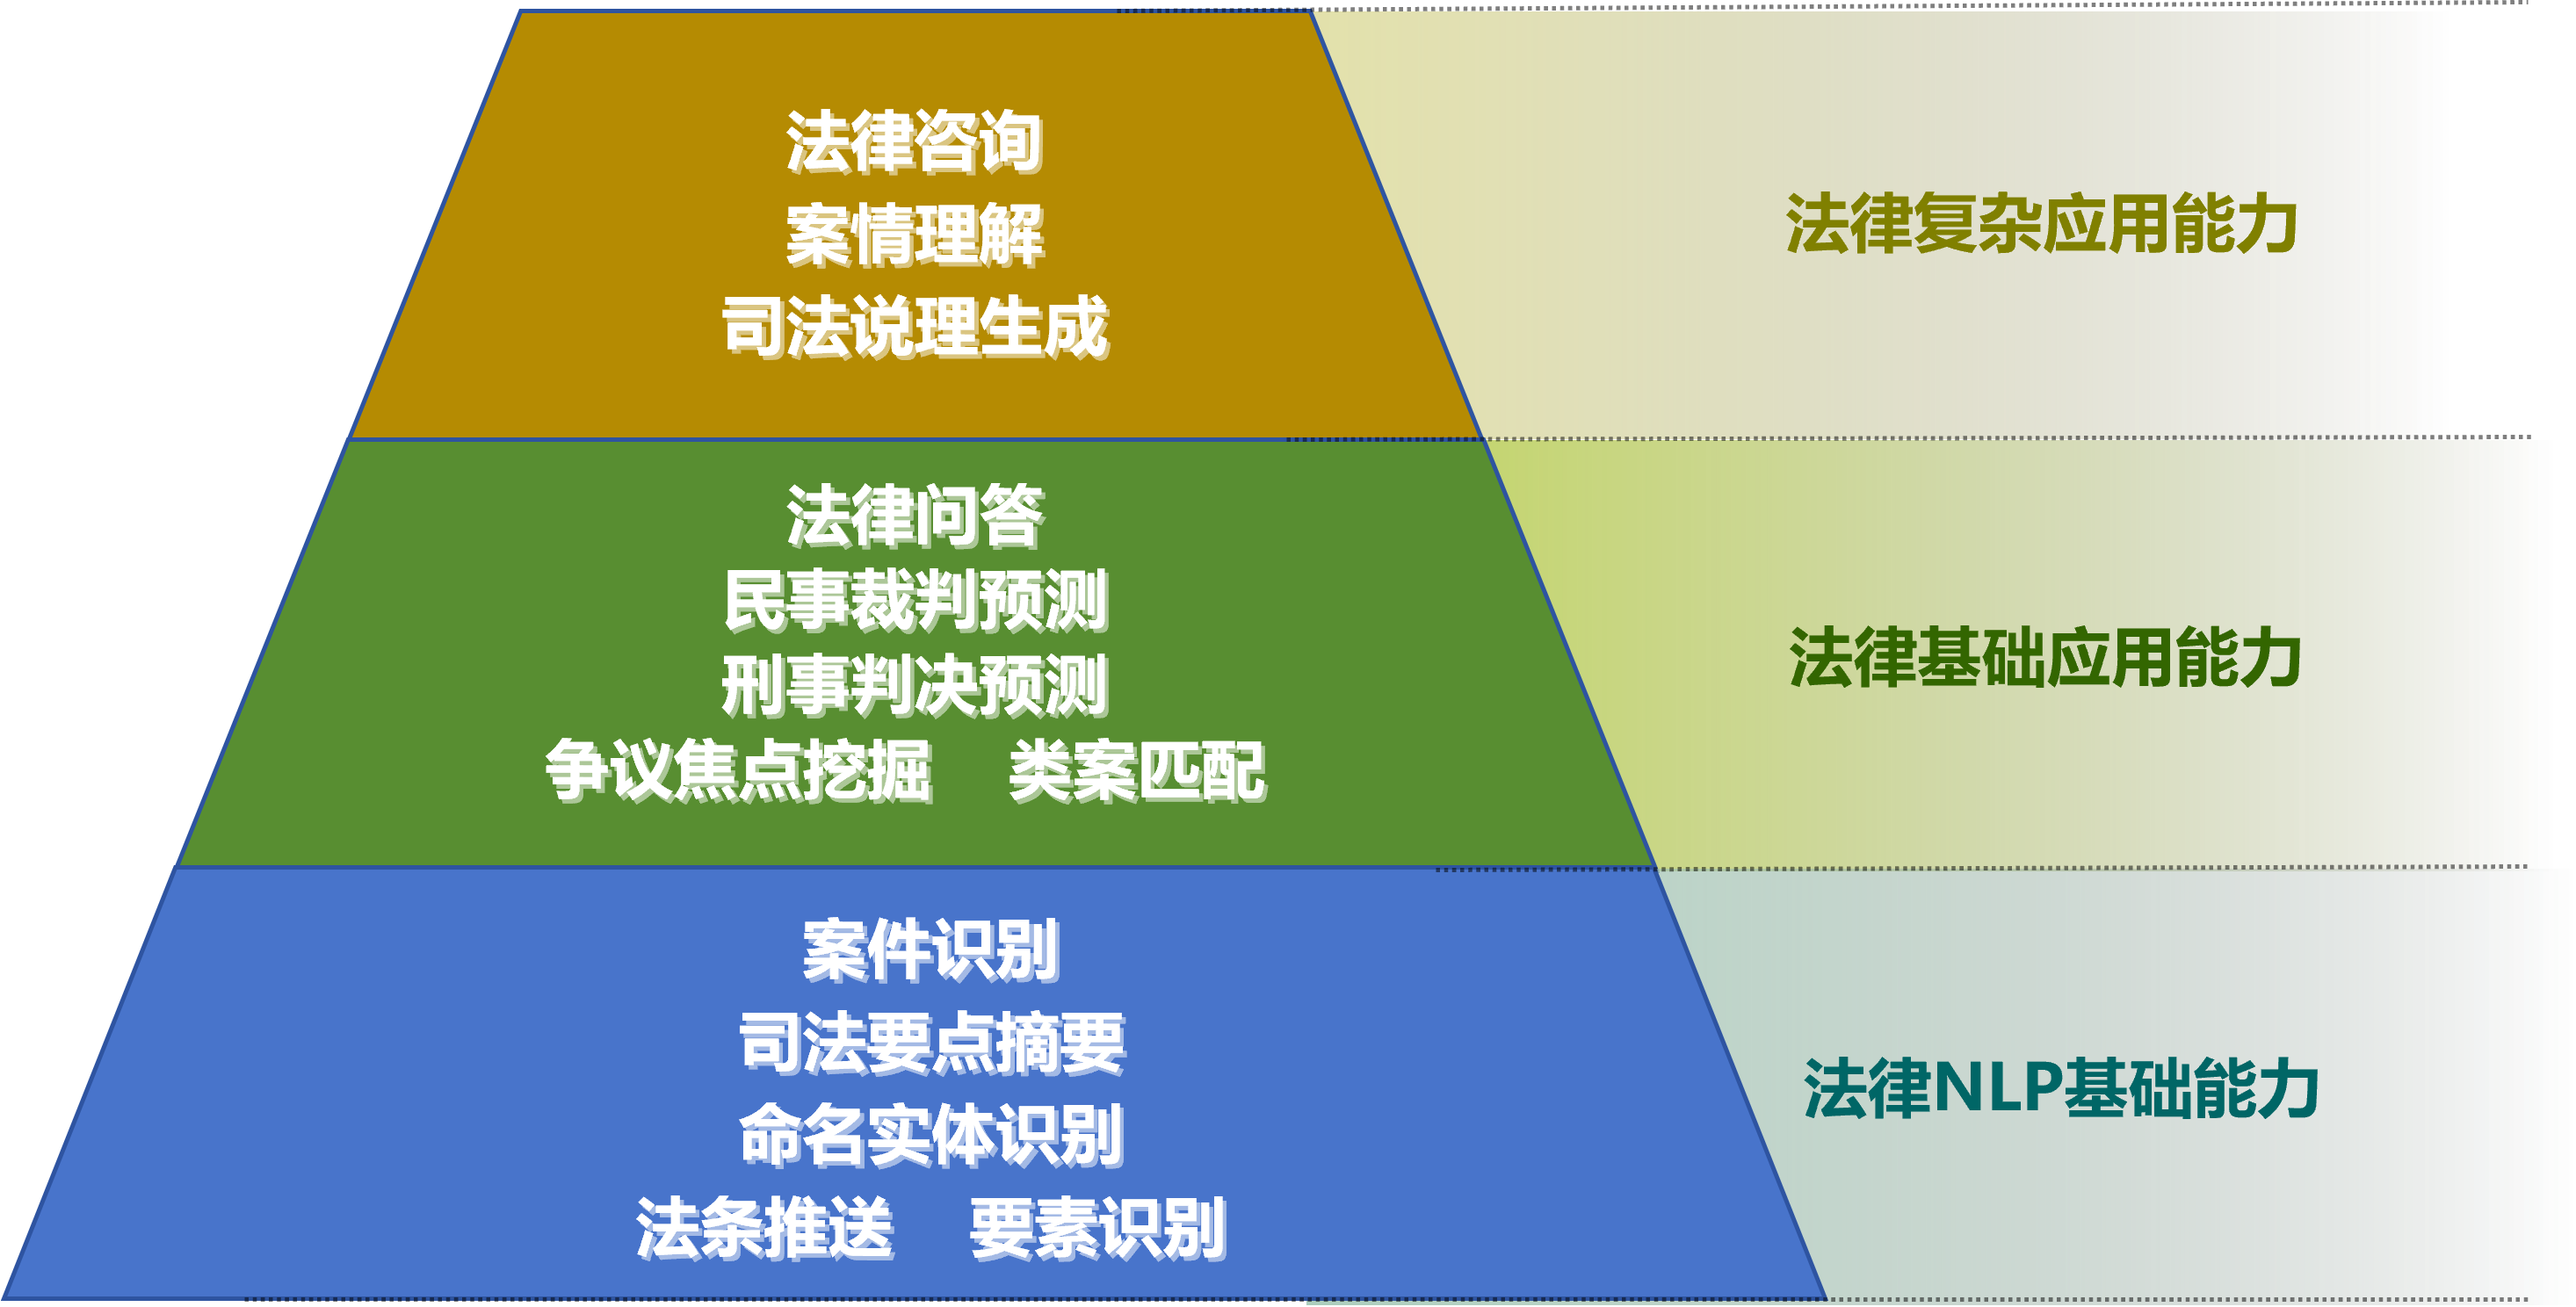 法律咨询
案情理解
司法说理生成
法律复杂应用能力
法律问答
民事裁判预测
刑事判决预测
争议焦点挖掘 类案匹配
法律基础应用能力
案件识别
司法要点摘要
命名实体识别
法条推送 要素识别
法律NLP基础能力